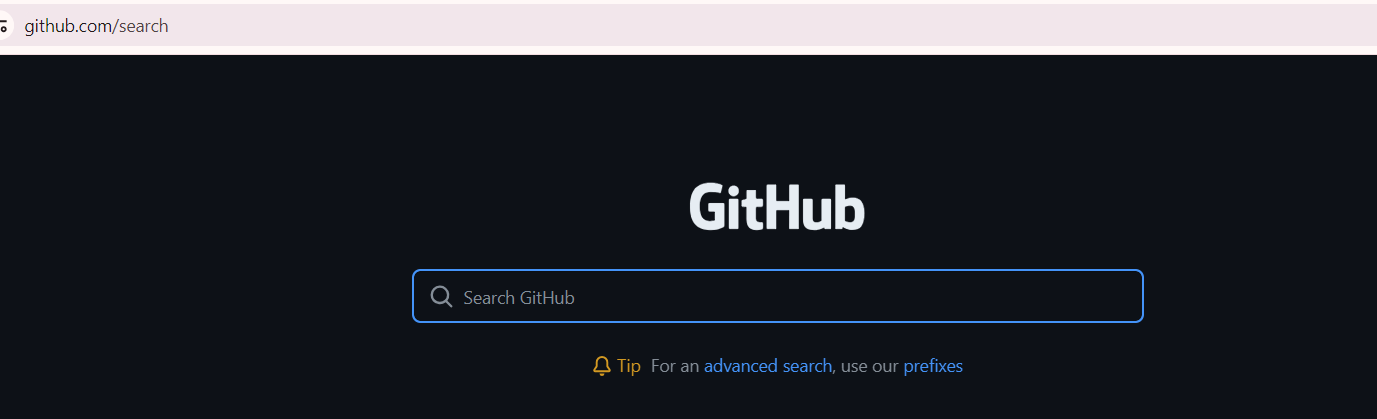 github.com/search
GitHub
Search GitHub
Tip For an advanced search, use our prefixes